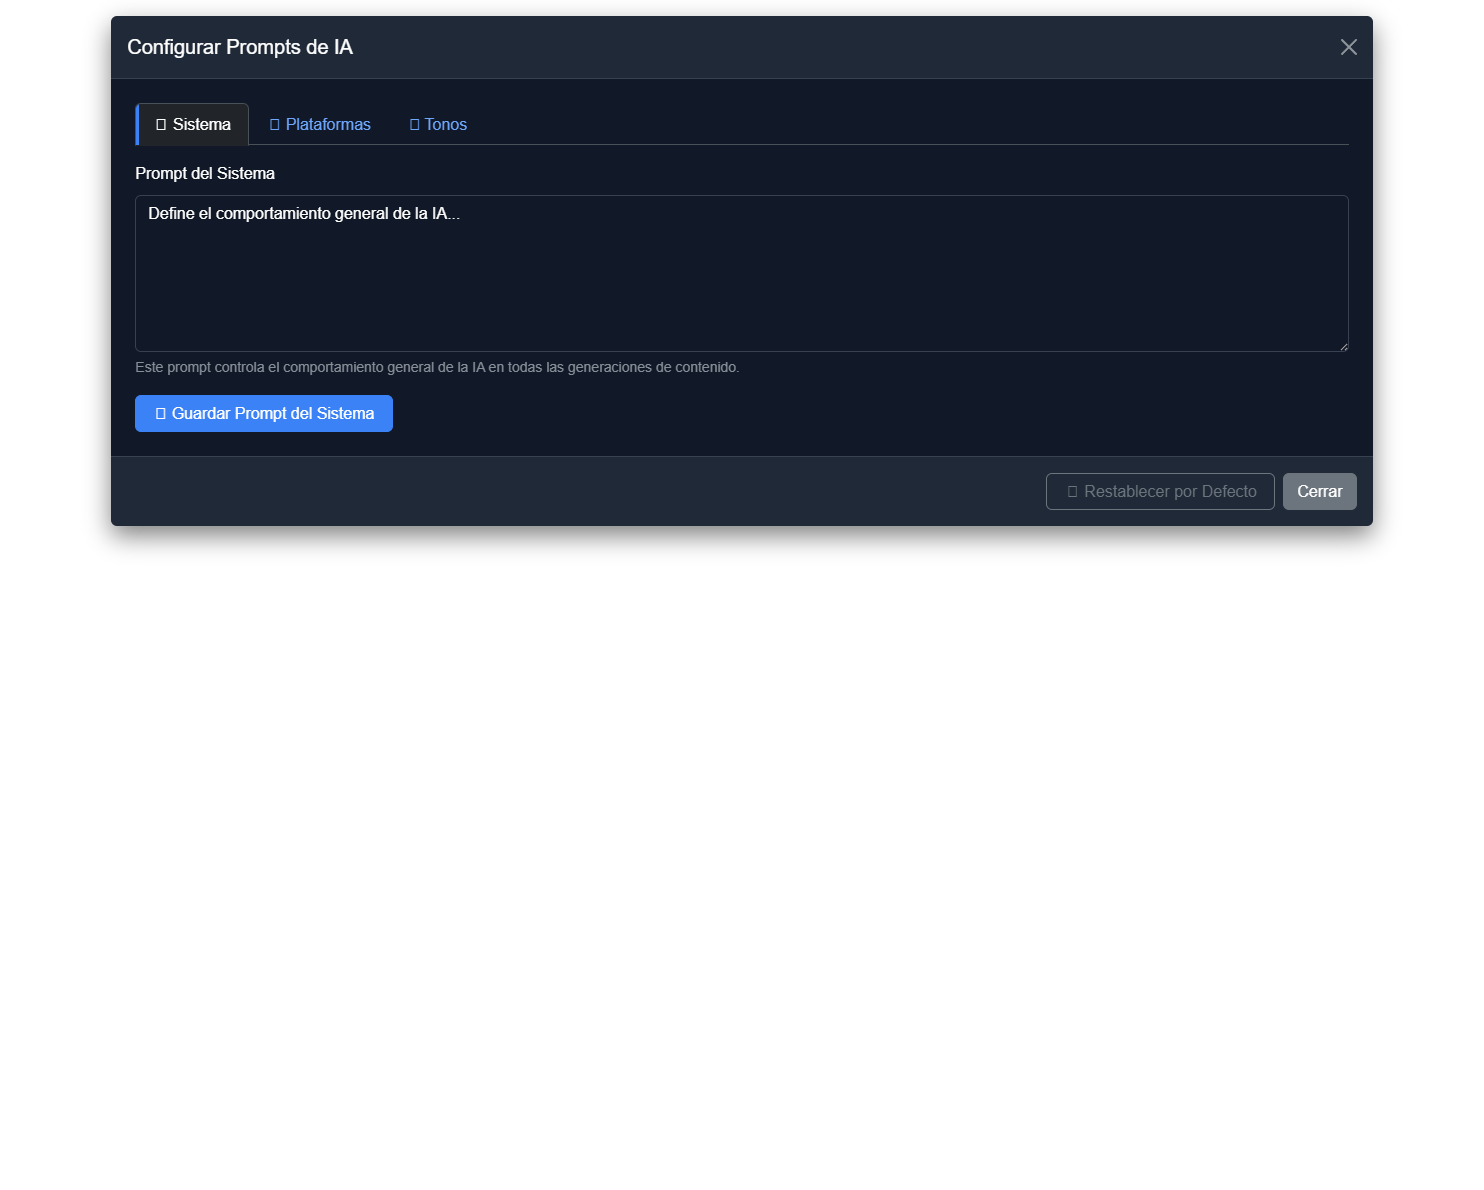 Configurar Prompts de IA
Sistema
Plataformas
Tonos
Prompt del Sistema
Define el comportamiento general de la IA...
Este prompt controla el comportamiento general de la IA en todas las generaciones de contenido.
Guardar Prompt del Sistema
Restablecer por Defecto
Cerrar